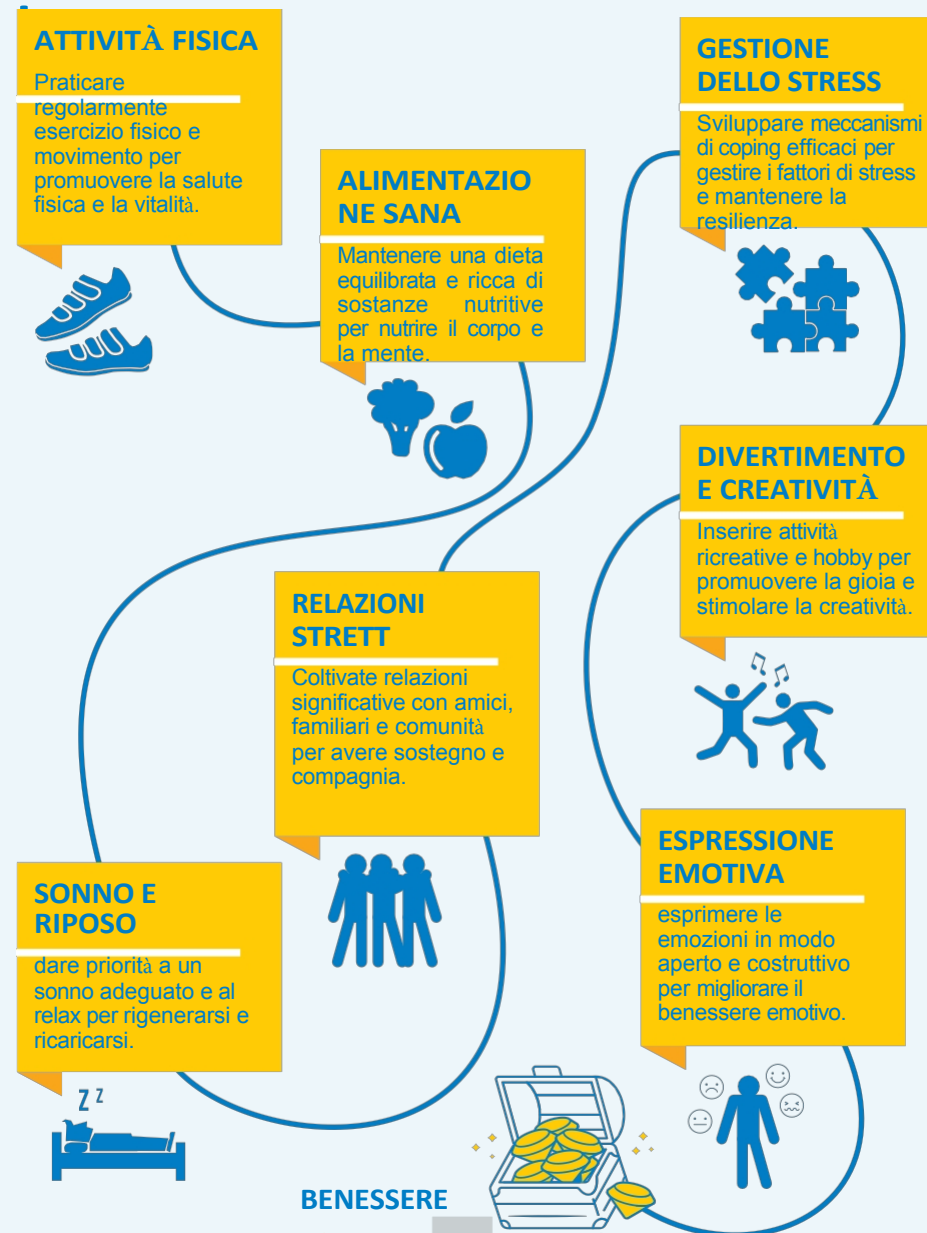 ATTIVITÀ FISICA
Praticare
regolarmente
esercizio fisico e
movimento per
promuovere la salute
fisica e la vitalità.
ALIMENTAZIO
NE SANA
Mantenere una dieta
equilibrata e ricca di
sostanze nutritive
per nutrire il corpo e
la mente.
SONNO E
RIPOSO
dare priorità a un
sonno adeguato e al
relax per rigenerarsi e
ricaricarsi.
Z Z
RELAZIONI
STRETT
Coltivate relazioni
significative con amici,
familiari e comunità
per avere sostegno e
compagnia.
GESTIONE
DELLO STRESS
Sviluppare meccanismi
di coping efficaci per
gestire i fattori di stress
e mantenere la
resilienza.
DIVERTIMENTO
E CREATIVITÀ
Inserire attività
ricreative e hobby per
promuovere la gioia e
stimolare la creatività.
ESPRESSIONE
EMOTIVA
esprimere le
emozioni in modo
aperto e costruttivo
per migliorare il
benessere emotivo.
BENESSERE